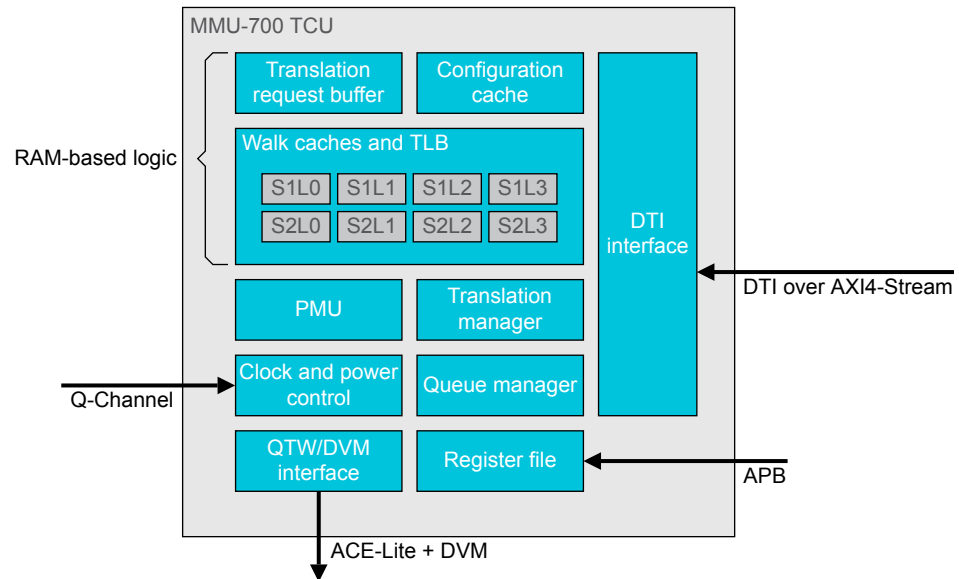 MMU-700 TCU
Translation
request buffer
Configuration
cache
RAM-based logic
Walk caches and TLB
S1L0 S1L1 S1L2 S1L3
S2L0 S2L1 S2L2 S2L3
DTI
interface
DTI over AXI4-Stream
PMU
Translation
manager
Q-Channel
Clock and power
control
Queue manager
QTW/DVM
interface
Register file
APB
ACE-Lite + DVM